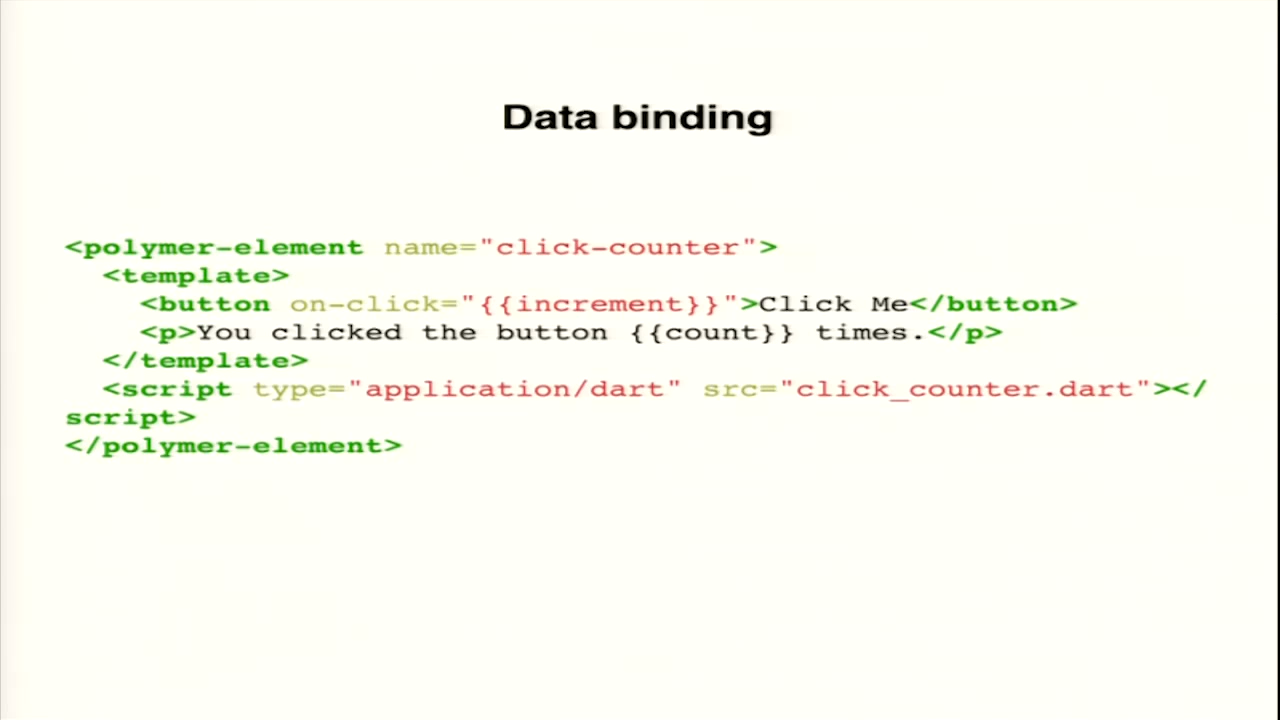 Data binding
<polymer-element name="click-counter">
  <template>
    <button on-click="{{increment}}">Click Me</button>
    <p>You clicked the button {{count}} times.</p>
  </template>
  <script type="application/dart" src="click_counter.dart"></
script>
</polymer-element>